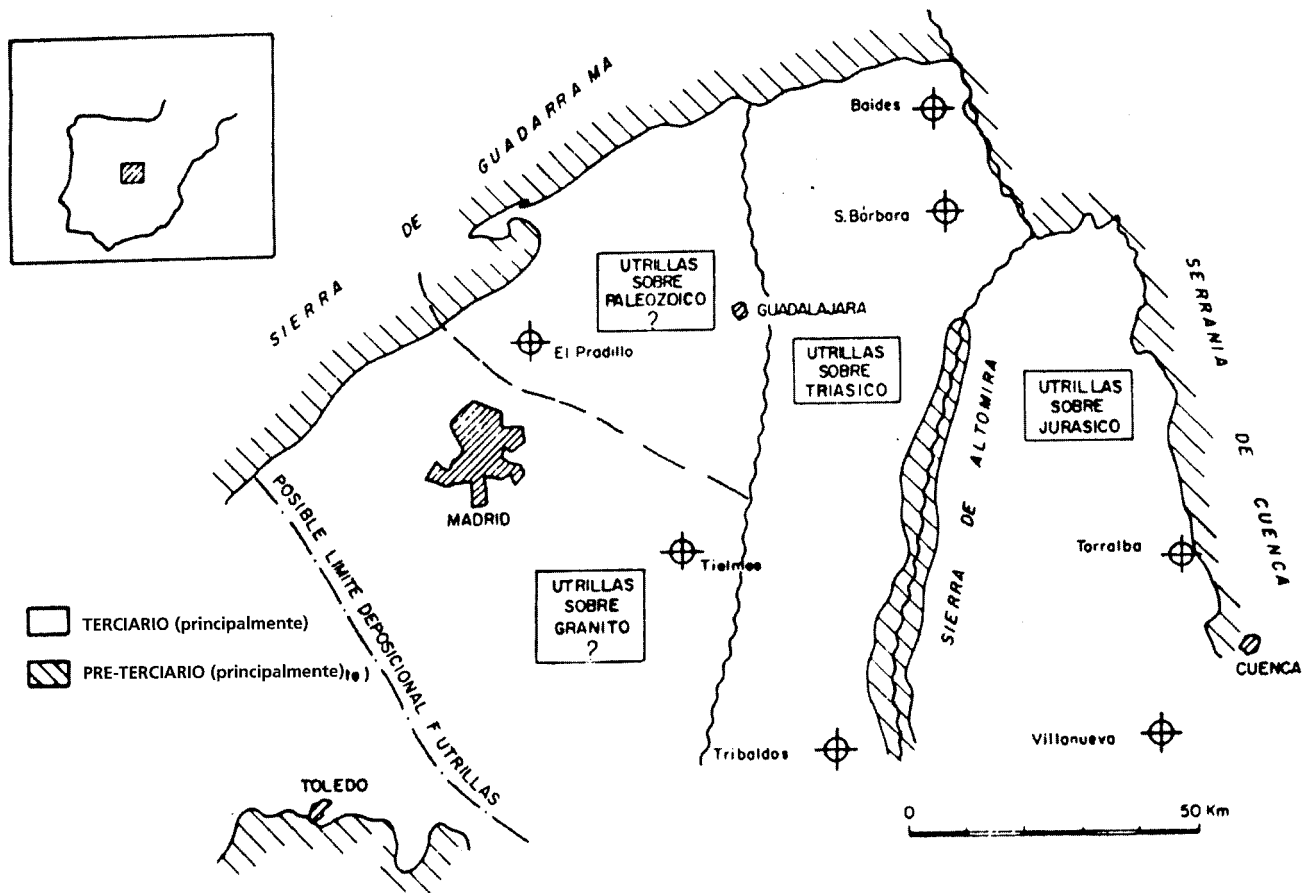 SIERRA DE GUADARRAMA
Baides
S. Bárbara
UTRILLAS
SOBRE
PALEOZOICO
?
GUADALAJARA
El Pradillo
UTRILLAS
SOBRE
TRIASICO
UTRILLAS
SOBRE
JURASICO
SERRANIA DE CUENCA
SIERRA DE ALTOMIRA
MADRID
POSIBLE LIMITE DEPOSICIONAL F UTRILLAS
Tielmes
Torralba
UTRILLAS
SOBRE
GRANITO
?
TERCIARIO (principalmente)
PRE-TERCIARIO (principalmente)te)
CUENCA
Tribaldos
Villanueva
TOLEDO
0 50 Km